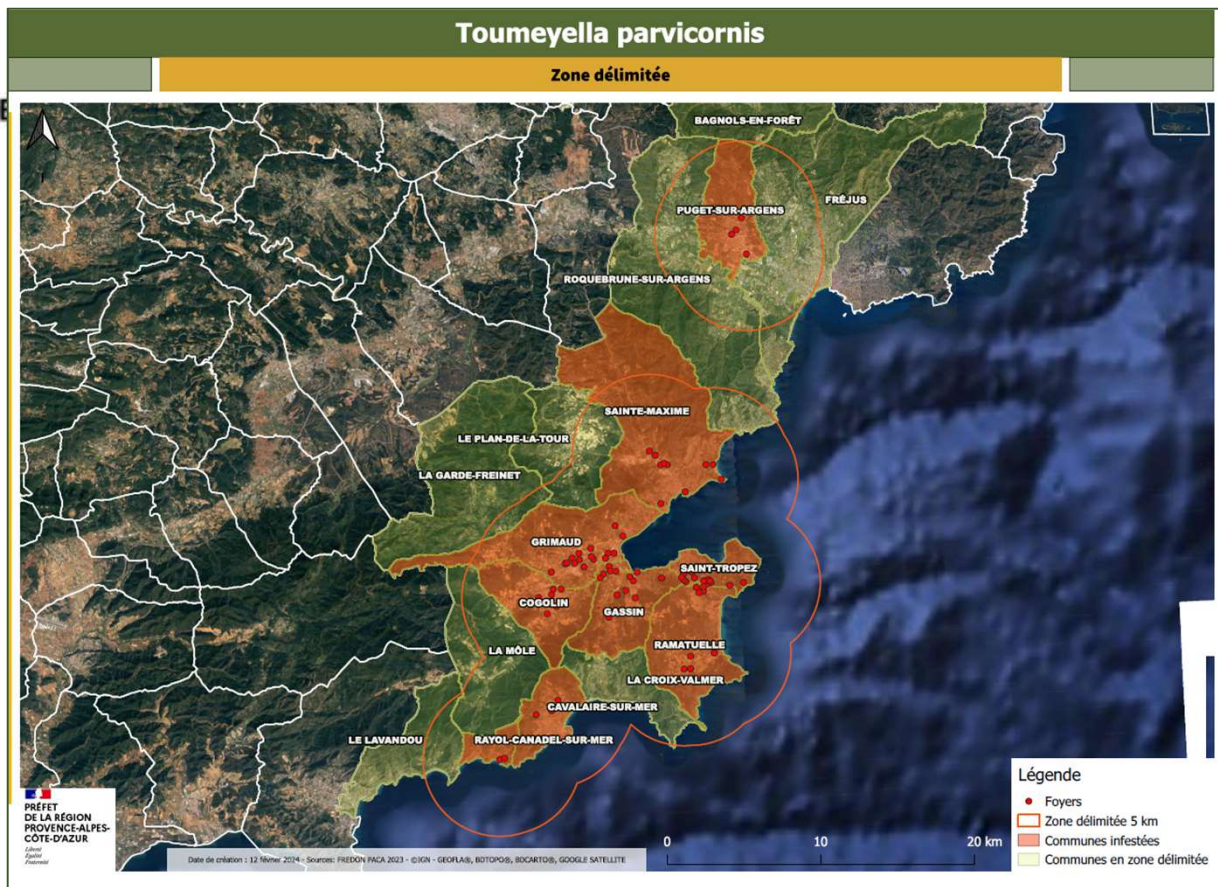 Toumeyella parvicornis
Zone délimitée
BAGNOLS-EN-FORÊT
PUGET-SUR-ARGENS
FRÉJUS
ROQUEBRUNE-SUR-ARGENS
SAINTE-MAXIME
LE PLAN-DE-LA-TOUR
LA GARDE-FREINET
GRIMAUD
SAINT-TROPEZ
COGOLIN
GASSIN
RAMATUELLE
LA MÔLE
LA CROIX-VALMER
CAVALAIRE-SUR-MER
LE LAVANDOU
RAYOL-CANADEL-SUR-MER
Légende
Foyers
Zone délimitée 5 km
Communes infestées
Communes en zone délimitée
0 10 20 km
PRÉFET
DE LA RÉGION
PROVENCE-ALPES-
CÔTE-D'AZUR
Liberté
Égalité
Fraternité
Date de création : 12 février 2024 - Sources: FREDON PACA 2023 - ©IGN - GEOFLA®, BDTOPO®, BDCARTO®, GOOGLE SATELLITE